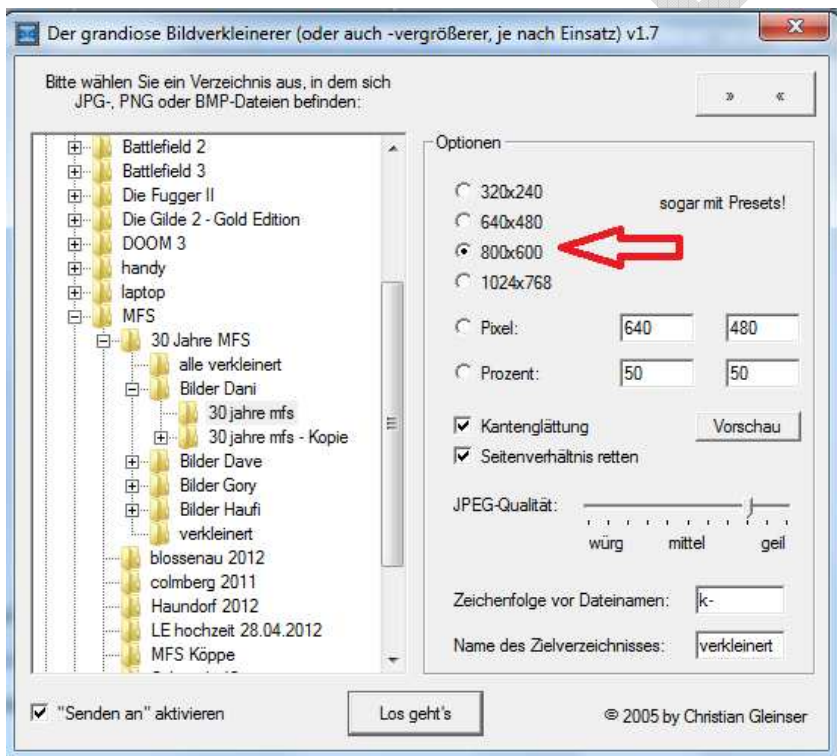 Der grandiose Bildverkleinerer (oder auch -vergrößerer, je nach Einsatz) v1.7
Bitte wählen Sie ein Verzeichnis aus, in dem sich
JPG-, PNG oder BMP-Dateien befinden:
» «
Battlefield 2
Battlefield 3
Die Fugger II
Die Gilde 2 - Gold Edition
DOOM 3
handy
laptop
MFS
30 Jahre MFS
alle verkleinert
Bilder Dani
30 jahre mfs
30 jahre mfs - Kopie
Bilder Dave
Bilder Gory
Bilder Haufi
verkleinert
blossenau 2012
colmberg 2011
Haundorf 2012
LE hochzeit 28.04.2012
MFS Köppe
Optionen
320x240
sogar mit Presets!
640x480
800x600
1024x768
Pixel: 640 480
Prozent: 50 50
Kantenglättung
Vorschau
Seitenverhältnis retten
JPEG-Qualität:
würg mittel geil
Zeichenfolge vor Dateinamen: k-
Name des Zielverzeichnisses: verkleinert
"Senden an" aktivieren
Los geht's
© 2005 by Christian Gleinser